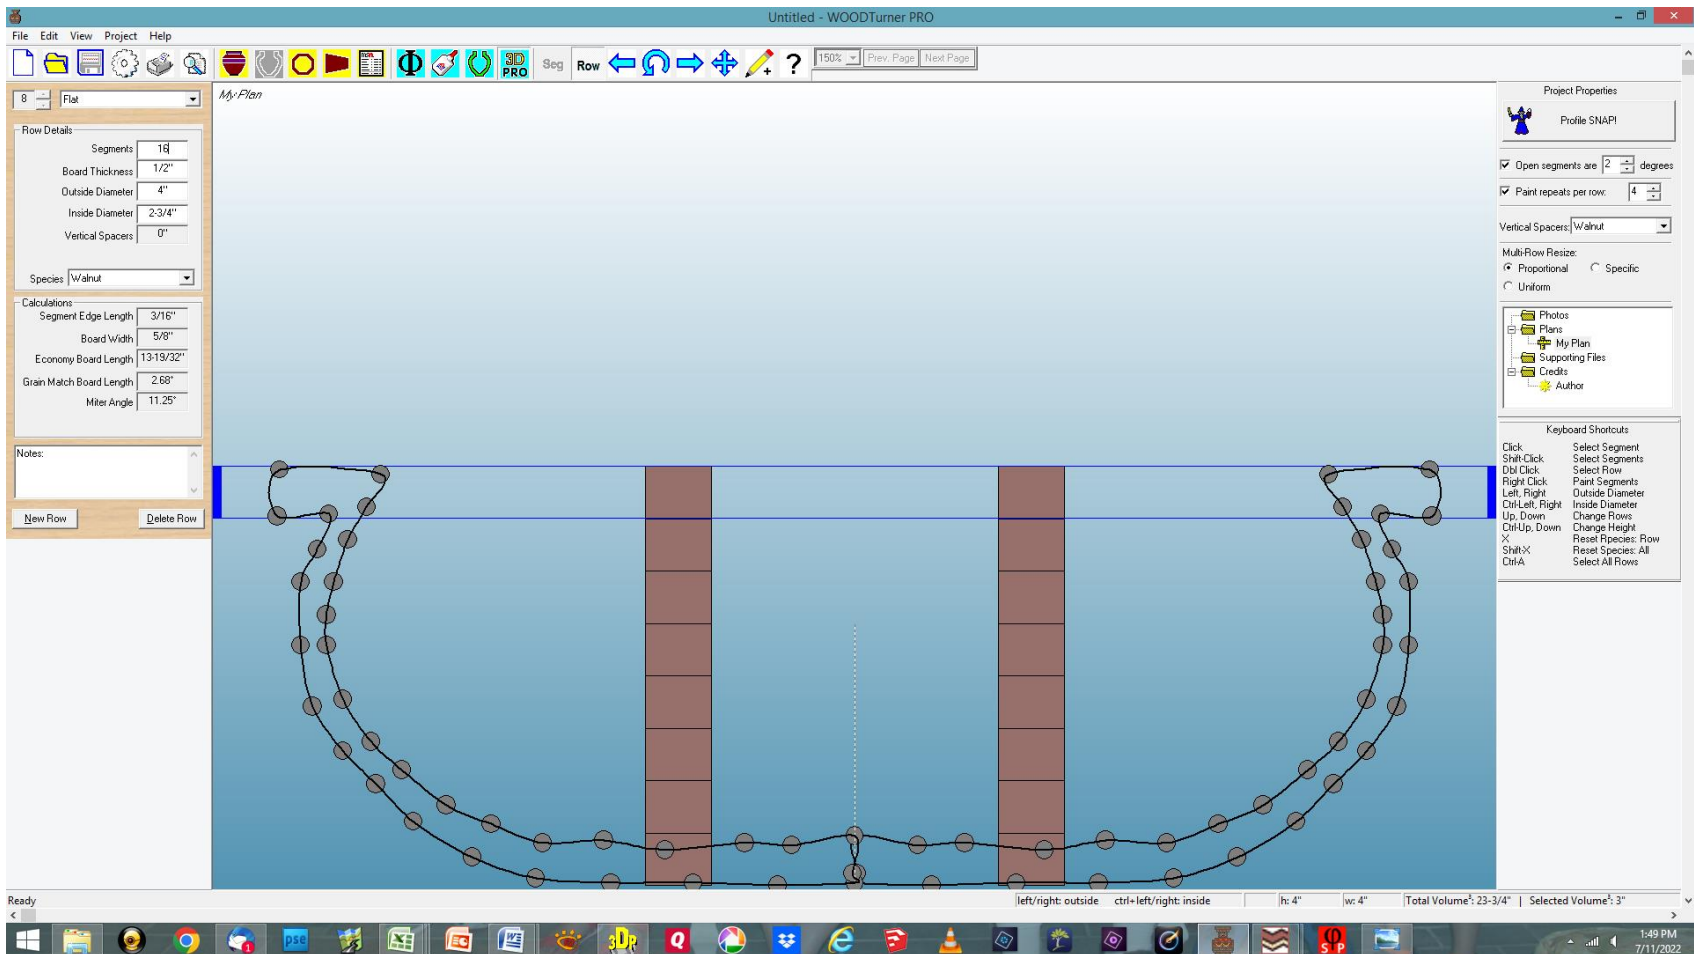 Untitled - WOODTurner PRO
File Edit View Project Help
Φ 3D PRO Seg Row ? 150% Prev. Page Next Page
8 Flat
Row Details
Segments 16
Board Thickness 1/2"
Outside Diameter 4"
Inside Diameter 2-3/4"
Vertical Spacers 0"
Species Walnut
Calculations
Segment Edge Length 3/16"
Board Width 5/8"
Economy Board Length 13-19/32"
Grain Match Board Length 2.68"
Miter Angle 11.25°
Notes:
New Row Delete Row
My Plan
Project Properties
Profile SNAP!
Open segments are 2 degrees
Paint repeats per row: 4
Vertical Spacers: Walnut
Multi-Row Resize:
Proportional Specific
Uniform
Photos
Plans
My Plan
Supporting Files
Credits
Author
Keyboard Shortcuts
Click Select Segment
Shift-Click Select Segments
Dbl Click Select Row
Right Click Paint Segments
Left, Right Outside Diameter
Ctrl-Left, Right Inside Diameter
Up, Down Change Rows
Ctrl-Up, Down Change Height
X Reset Rpecies: Row
Shift-X Reset Species: All
Ctrl-A Select All Rows
Ready left/right: outside ctrl+left/right: inside h: 4" w: 4" Total Volume³: 23-3/4" | Selected Volume³: 3"
pse 3DR Q φ SP
1:49 PM
7/11/2022